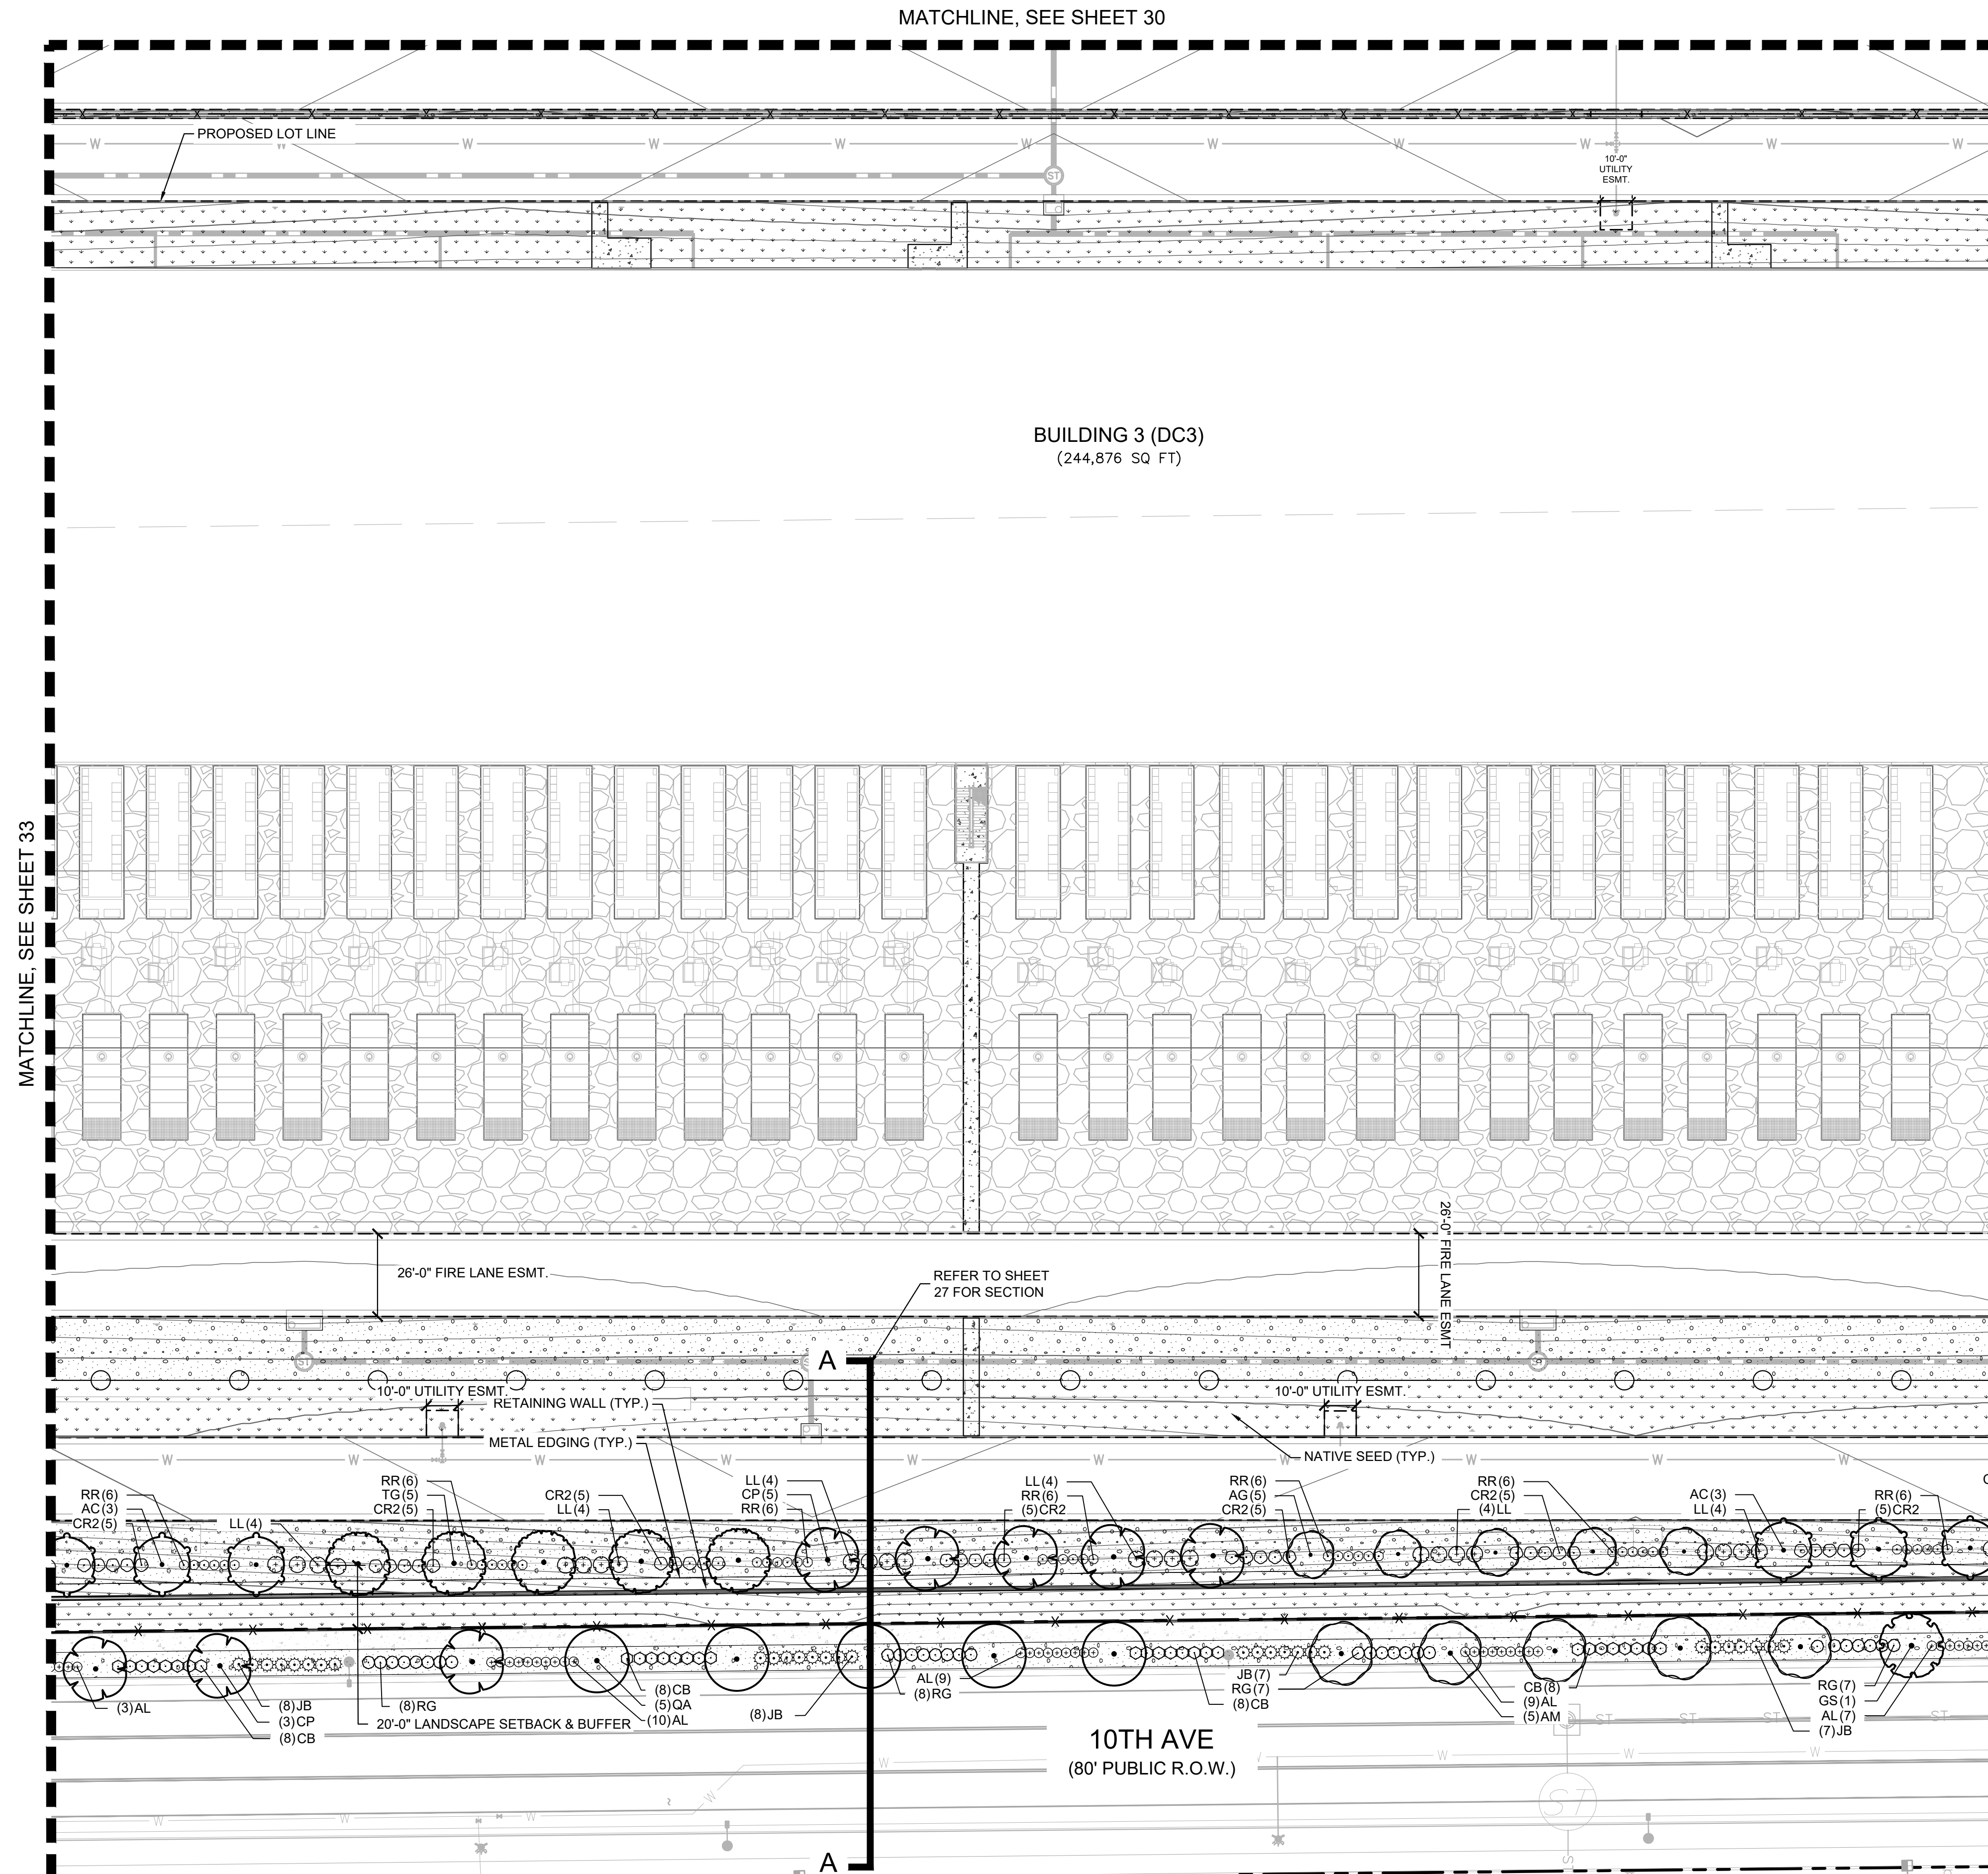 MATCHLINE, SEE SHEET 30
PROPOSED LOT LINE
W W W W W W W W W W W
10'-0"
UTILITY
ESMT.
ST
BUILDING 3 (DC3)
(244,876 SQ FT)
MATCHLINE, SEE SHEET 33
26'-0" FIRE LANE ESMT.
26'-0" FIRE LANE ESMT
REFER TO SHEET
27 FOR SECTION
ST
A
10'-0" UTILITY ESMT.
10'-0" UTILITY ESMT.
RETAINING WALL (TYP.)
METAL EDGING (TYP.)
NATIVE SEED (TYP.)
W W W W W W W W W W
RR(6)
AC(3)
CR2(5)
LL(4)
RR(6)
TG(5)
CR2(5)
CR2(5)
LL(4)
LL(4)
CP(5)
RR(6)
LL(4)
RR(6)
(5)CR2
RR(6)
AG(5)
CR2(5)
RR(6)
CR2(5)
(4)LL
AC(3)
LL(4)
RR(6)
(5)CR2
X X X X X X X X X X X X X X X X X
(3)AL
(8)JB
(3)CP
(8)CB
(8)RG
20'-0" LANDSCAPE SETBACK & BUFFER
(8)CB
(5)QA
(10)AL
(8)JB
AL(9)
(8)RG
JB(7)
RG(7)
(8)CB
CB(8)
(9)AL
(5)AM
RG(7)
GS(1)
AL(7)
(7)JB
10TH AVE
(80' PUBLIC R.O.W.)
ST ST ST ST
W W W W
W W W W
ST
ST
A